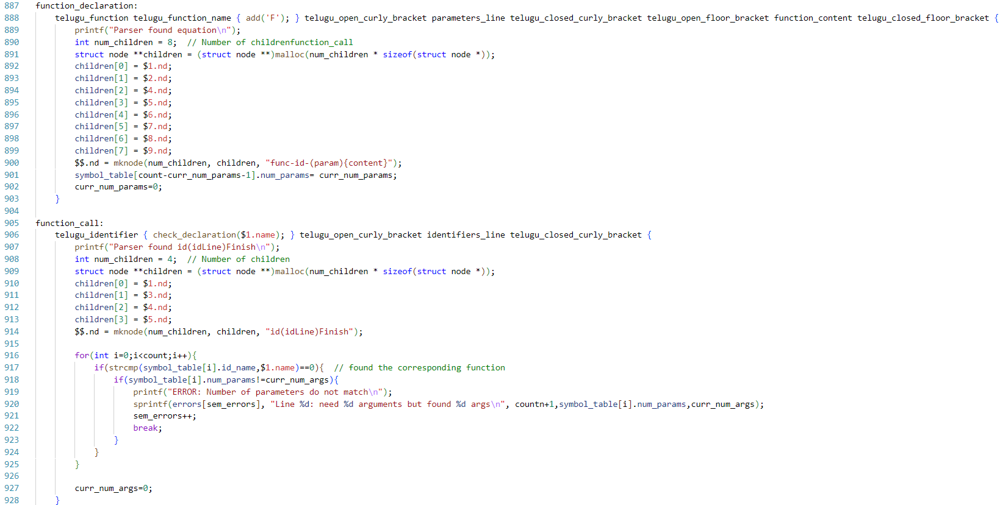 887 function_declaration:
888 telugu_function telugu_function_name { add('F'); } telugu_open_curly_bracket parameters_line telugu_closed_curly_bracket telugu_open_floor_bracket function_content telugu_closed_floor_bracket {
889 printf("Parser found equation\n");
890 int num_children = 8;  // Number of childrenfunction_call
891 struct node **children = (struct node **)malloc(num_children * sizeof(struct node *));
892 children[0] = $1.nd;
893 children[1] = $2.nd;
894 children[2] = $4.nd;
895 children[3] = $5.nd;
896 children[4] = $6.nd;
897 children[5] = $7.nd;
898 children[6] = $8.nd;
899 children[7] = $9.nd;
900 $$.nd = mknode(num_children, children, "func-id-(param){content}");
901 symbol_table[count-curr_num_params-1].num_params= curr_num_params;
902 curr_num_params=0;
903 }
904
905 function_call:
906 telugu_identifier { check_declaration($1.name); } telugu_open_curly_bracket identifiers_line telugu_closed_curly_bracket {
907 printf("Parser found id(idLine)Finish\n");
908 int num_children = 4;  // Number of children
909 struct node **children = (struct node **)malloc(num_children * sizeof(struct node *));
910 children[0] = $1.nd;
911 children[1] = $3.nd;
912 children[2] = $4.nd;
913 children[3] = $5.nd;
914 $$.nd = mknode(num_children, children, "id(idLine)Finish");
915
916 for(int i=0;i<count;i++){
917 if(strcmp(symbol_table[i].id_name,$1.name)==0){  // found the corresponding function
918 if(symbol_table[i].num_params!=curr_num_args){
919 printf("ERROR: Number of parameters do not match\n");
920 sprintf(errors[sem_errors], "Line %d: need %d arguments but found %d args\n", countn+1,symbol_table[i].num_params,curr_num_args);
921 sem_errors++;
922 break;
923 }
924 }
925 }
926
927 curr_num_args=0;
928 }